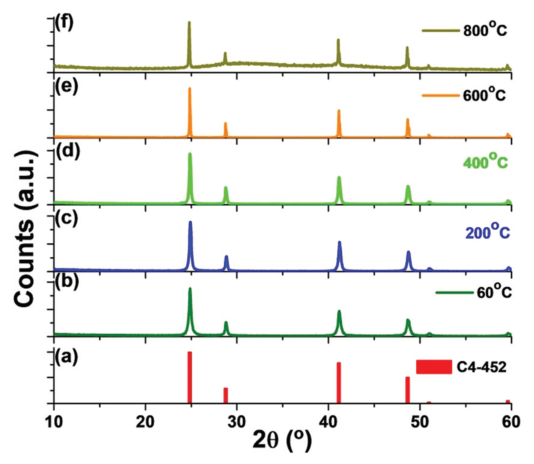 (f)
800°C
(e)
600°C
(d)
400°C
(c)
200°C
(b)
60°C
(a)
C4-452
Counts (a.u.)
10 20 30 40 50 60
2θ (°)